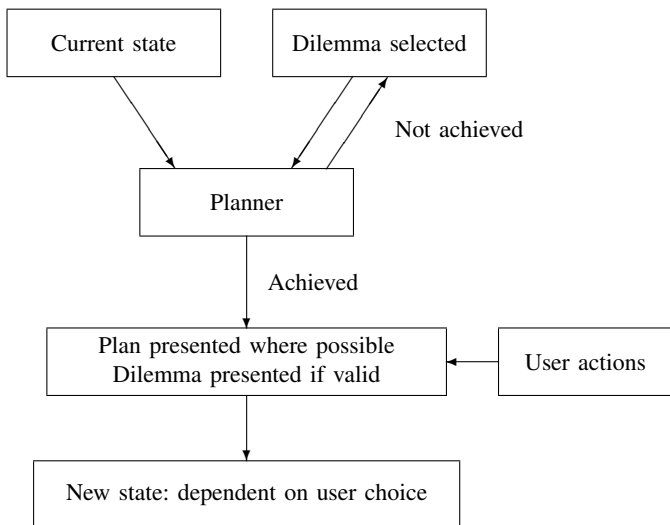 Current state
Dilemma selected
Not achieved
Planner
Achieved
Plan presented where possible
Dilemma presented if valid
User actions
New state: dependent on user choice